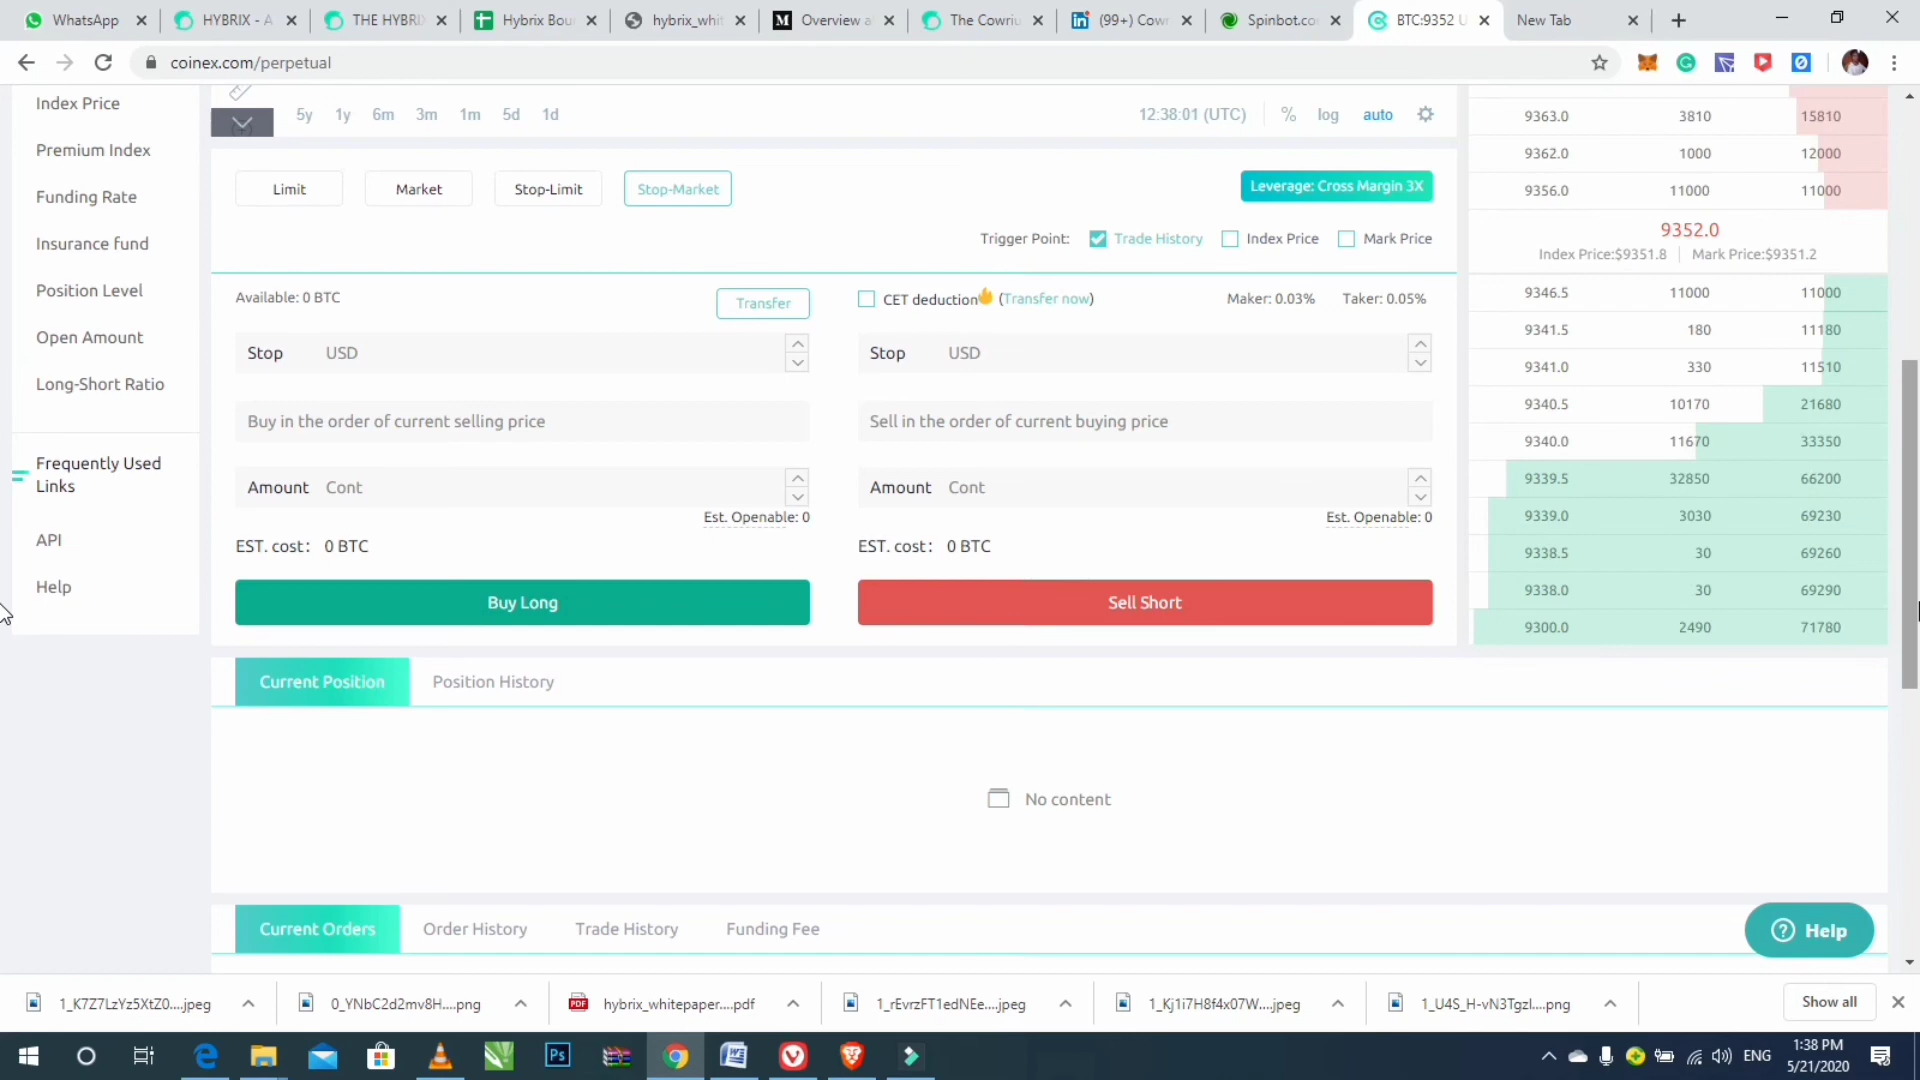 WhatsApp
HYBRIX - A
THE HYBRI
Hybrix Bou
hybrix_whit
Overview a
The Cowriu
(99+) Cowr
Spinbot.co
BTC:9352 U
New Tab
coinex.com/perpetual
Index Price
Premium Index
Funding Rate
Insurance fund
Position Level
Open Amount
Long-Short Ratio
Frequently Used
Links
API
Help
5y 1y 6m 3m 1m 5d 1d
12:38:01 (UTC) % log auto
Limit Market Stop-Limit Stop-Market
Leverage: Cross Margin 3X
Trigger Point: Trade History Index Price Mark Price
Available: 0 BTC
Transfer
CET deduction (Transfer now)
Maker: 0.03% Taker: 0.05%
Stop USD
Stop USD
Buy in the order of current selling price
Sell in the order of current buying price
Amount Cont
Amount Cont
Est. Openable: 0
Est. Openable: 0
EST. cost: 0 BTC
EST. cost: 0 BTC
Buy Long
Sell Short
9363.0 3810 15810
9362.0 1000 12000
9356.0 11000 11000
9352.0
Index Price:$9351.8 Mark Price:$9351.2
9346.5 11000 11000
9341.5 180 11180
9341.0 330 11510
9340.5 10170 21680
9340.0 11670 33350
9339.5 32850 66200
9339.0 3030 69230
9338.5 30 69260
9338.0 30 69290
9300.0 2490 71780
Current Position Position History
No content
Current Orders Order History Trade History Funding Fee
Help
1_K7Z7LzYz5XtZ0....jpeg
0_YNbC2d2mv8H....png
hybrix_whitepaper....pdf
1_rEvrzFT1edNEe....jpeg
1_Kj1i7H8f4x07W....jpeg
1_U4S_H-vN3TgzI....png
Show all
ENG
1:38 PM
5/21/2020